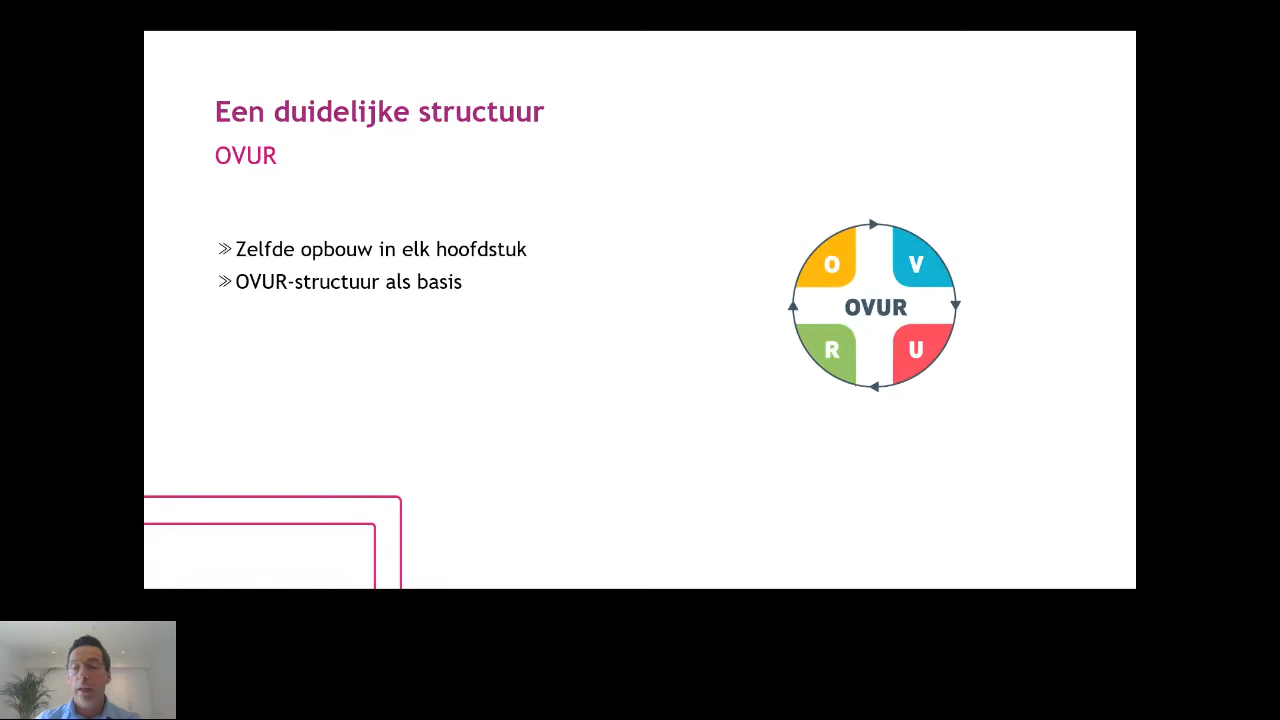 Een duidelijke structuur
OVUR
» Zelfde opbouw in elk hoofdstuk
» OVUR-structuur als basis
O
V
OVUR
R
U